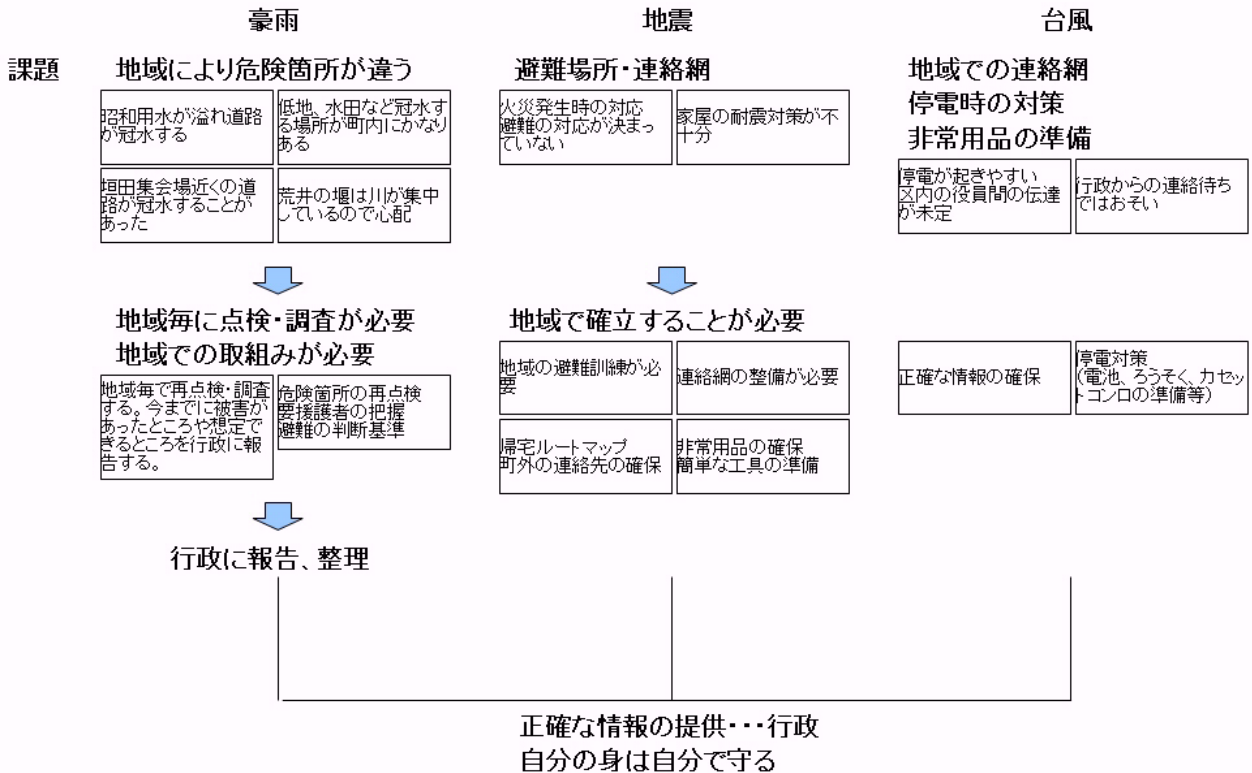 豪雨
地震
台風
課題
地域により危険箇所が違う
昭和用水が溢れ道路
が冠水する
低地、水田など冠水す
る場所が町内にかなり
ある
垣田集会場近くの道
路が冠水することが
あった
荒井の堰は川が集中
しているので心配
避難場所・連絡網
火災発生時の対応
避難の対応が決まっ
ていない
家屋の耐震対策が不
十分
地域での連絡網
停電時の対策
非常用品の準備
停電が起きやすい
区内の役員間の伝達
が未定
行政からの連絡待ち
ではおそい
地域毎に点検・調査が必要
地域での取組みが必要
地域毎で再点検・調査
する。今までに被害が
あったところや想定で
きるところを行政に報
告する。
危険箇所の再点検
要援護者の把握
避難の判断基準
地域で確立することが必要
地域の避難訓練が必
要
連絡網の整備が必要
帰宅ルートマップ
町外の連絡先の確保
非常用品の確保
簡単な工具の準備
正確な情報の確保
停電対策
(電池、ろうそく、カセッ
トコンロの準備等)
行政に報告、整理
正確な情報の提供・・・行政
自分の身は自分で守る